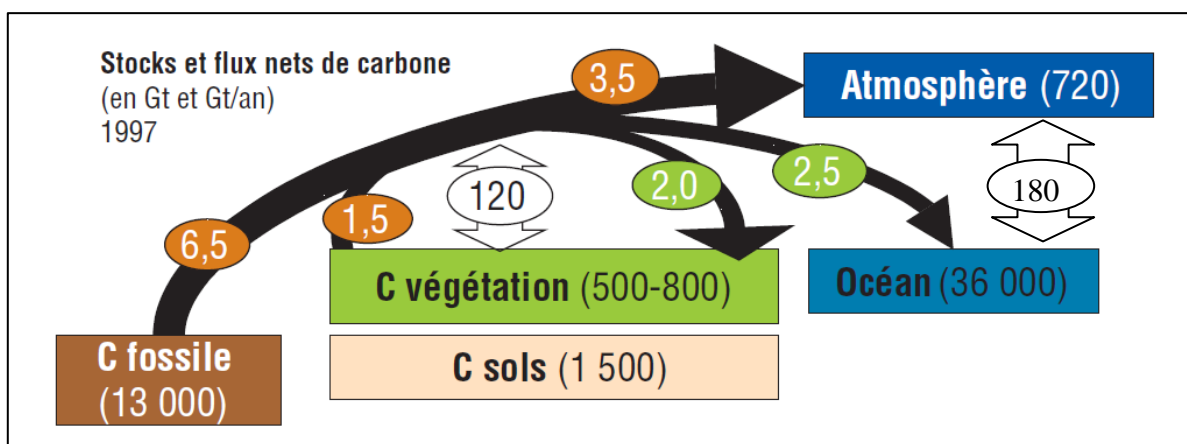 Stocks et flux nets de carbone
(en Gt et Gt/an)
1997
3,5
Atmosphère (720)
120
2,0
2,5
180
1,5
6,5
C végétation (500-800)
Océan (36 000)
C fossile
(13 000)
C sols (1 500)